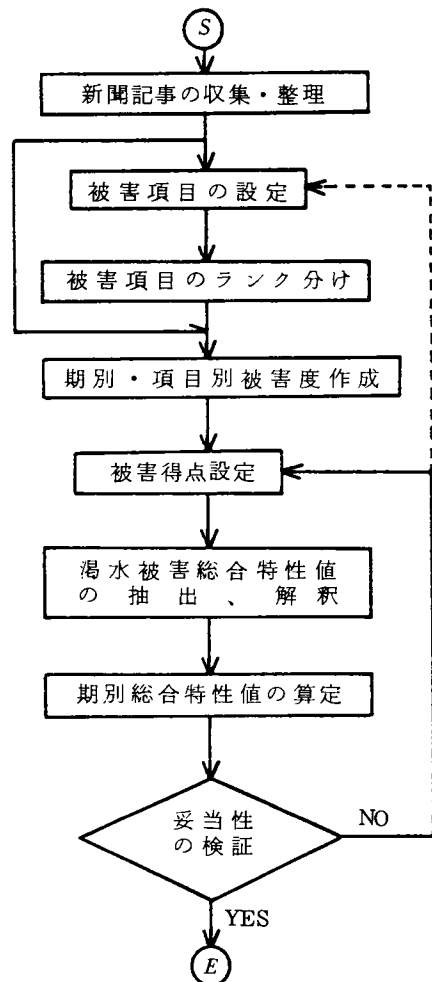 S
新聞記事の収集・整理
被害項目の設定
被害項目のランク分け
期別・項目別被害度作成
被害得点設定
渇水被害総合特性値
の抽出、解釈
期別総合特性値の算定
妥当性
の検証
NO
YES
E